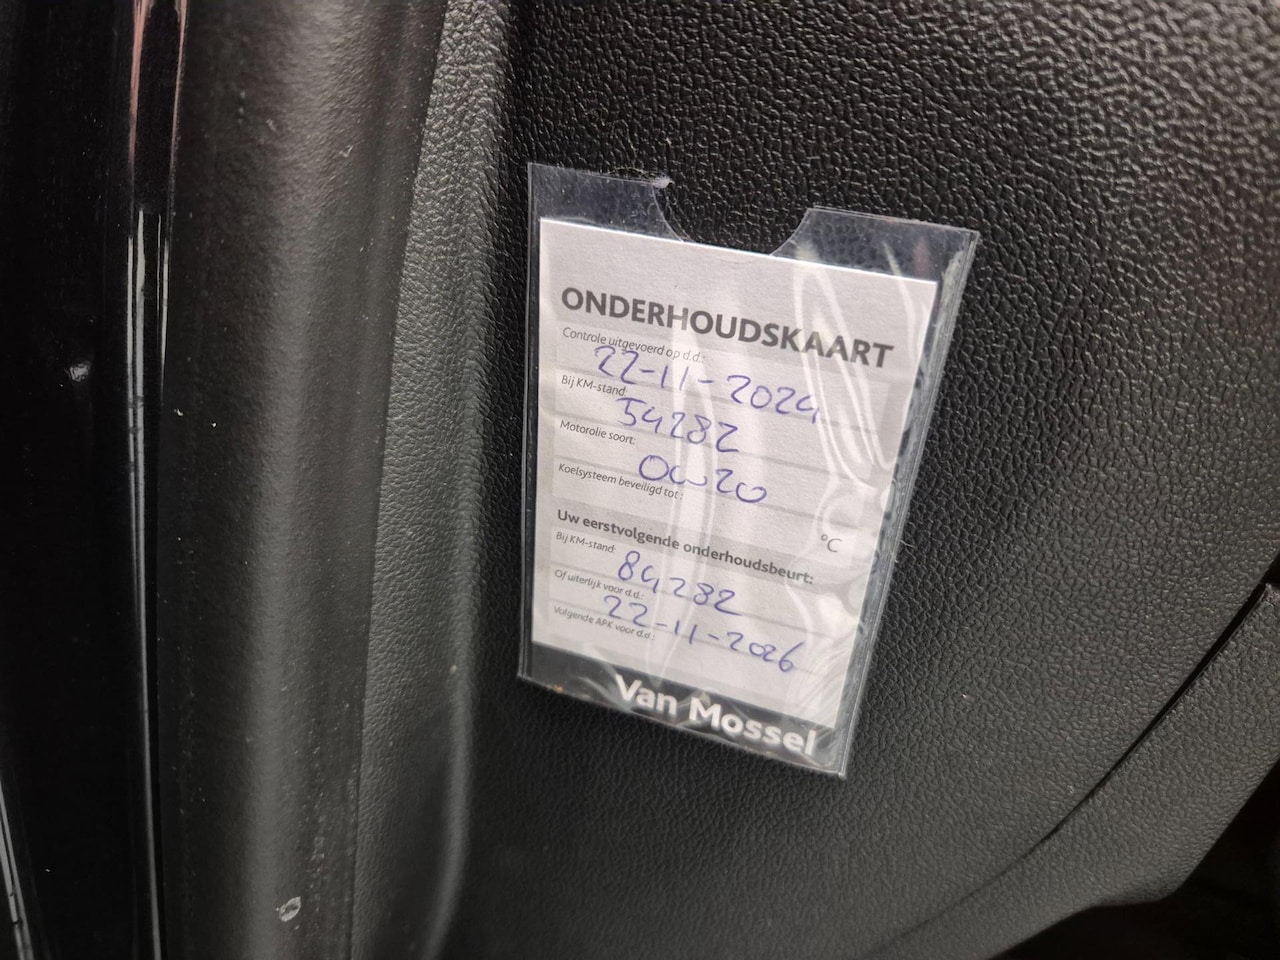 ONDERHOUDSKAART
Controle uitgevoerd op d.d.:
22-11-2024
Bij KM-stand
54282
Motorolie soort:
0W20
Koelsysteem beveiligd tot :
°C
Uw eerstvolgende onderhoudsbeurt:
Bij KM-stand:
84282
Of uiterlijk voor d.d.:
22-11-2026
Volgende APK voor d.d.:
Van Mossel